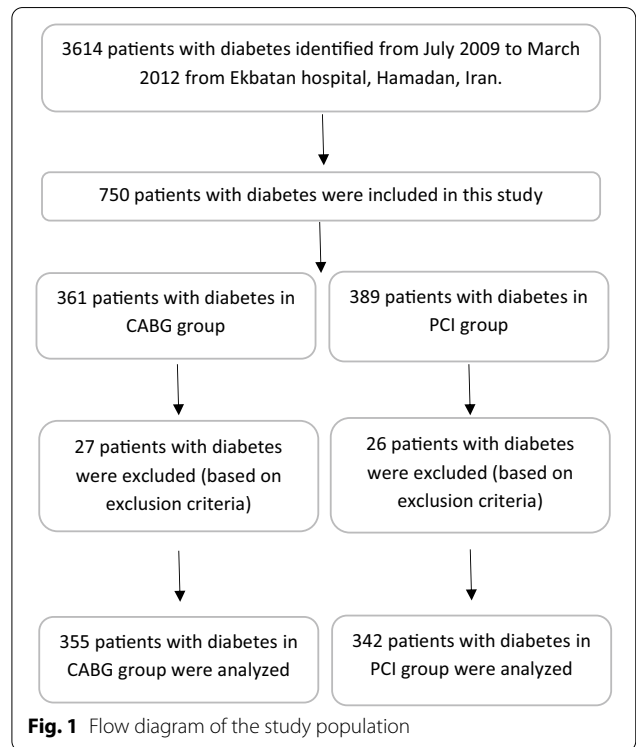 3614 patients with diabetes identified from July 2009 to March
2012 from Ekbatan hospital, Hamadan, Iran.
750 patients with diabetes were included in this study
361 patients with diabetes in
CABG group
389 patients with diabetes in
PCI group
27 patients with diabetes
were excluded (based on
exclusion criteria)
26 patients with diabetes
were excluded (based on
exclusion criteria)
355 patients with diabetes in
CABG group were analyzed
342 patients with diabetes in
PCI group were analyzed
Fig. 1 Flow diagram of the study population